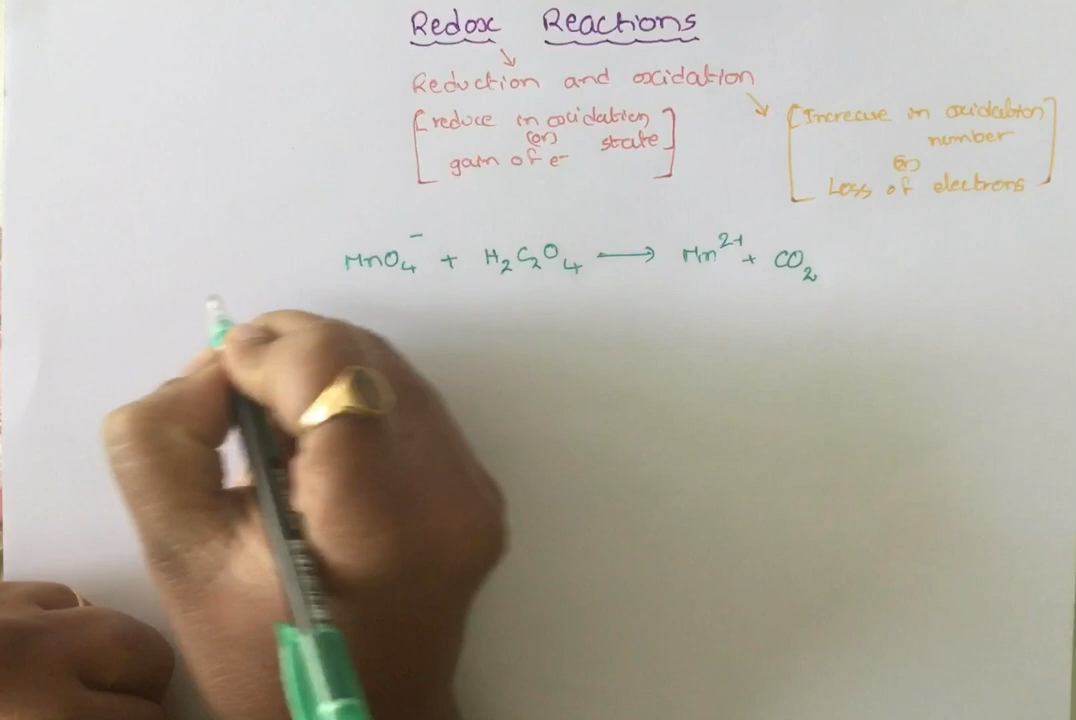 Redox Reactions
Reduction and oxidation
[reduce in oxidation
(or) state]
gain of e⁻
[Increase in oxidation]
number
(or)
Loss of electrons
MnO₄⁻ + H₂C₂O₄ ⟶ Mn²⁺ + CO₂